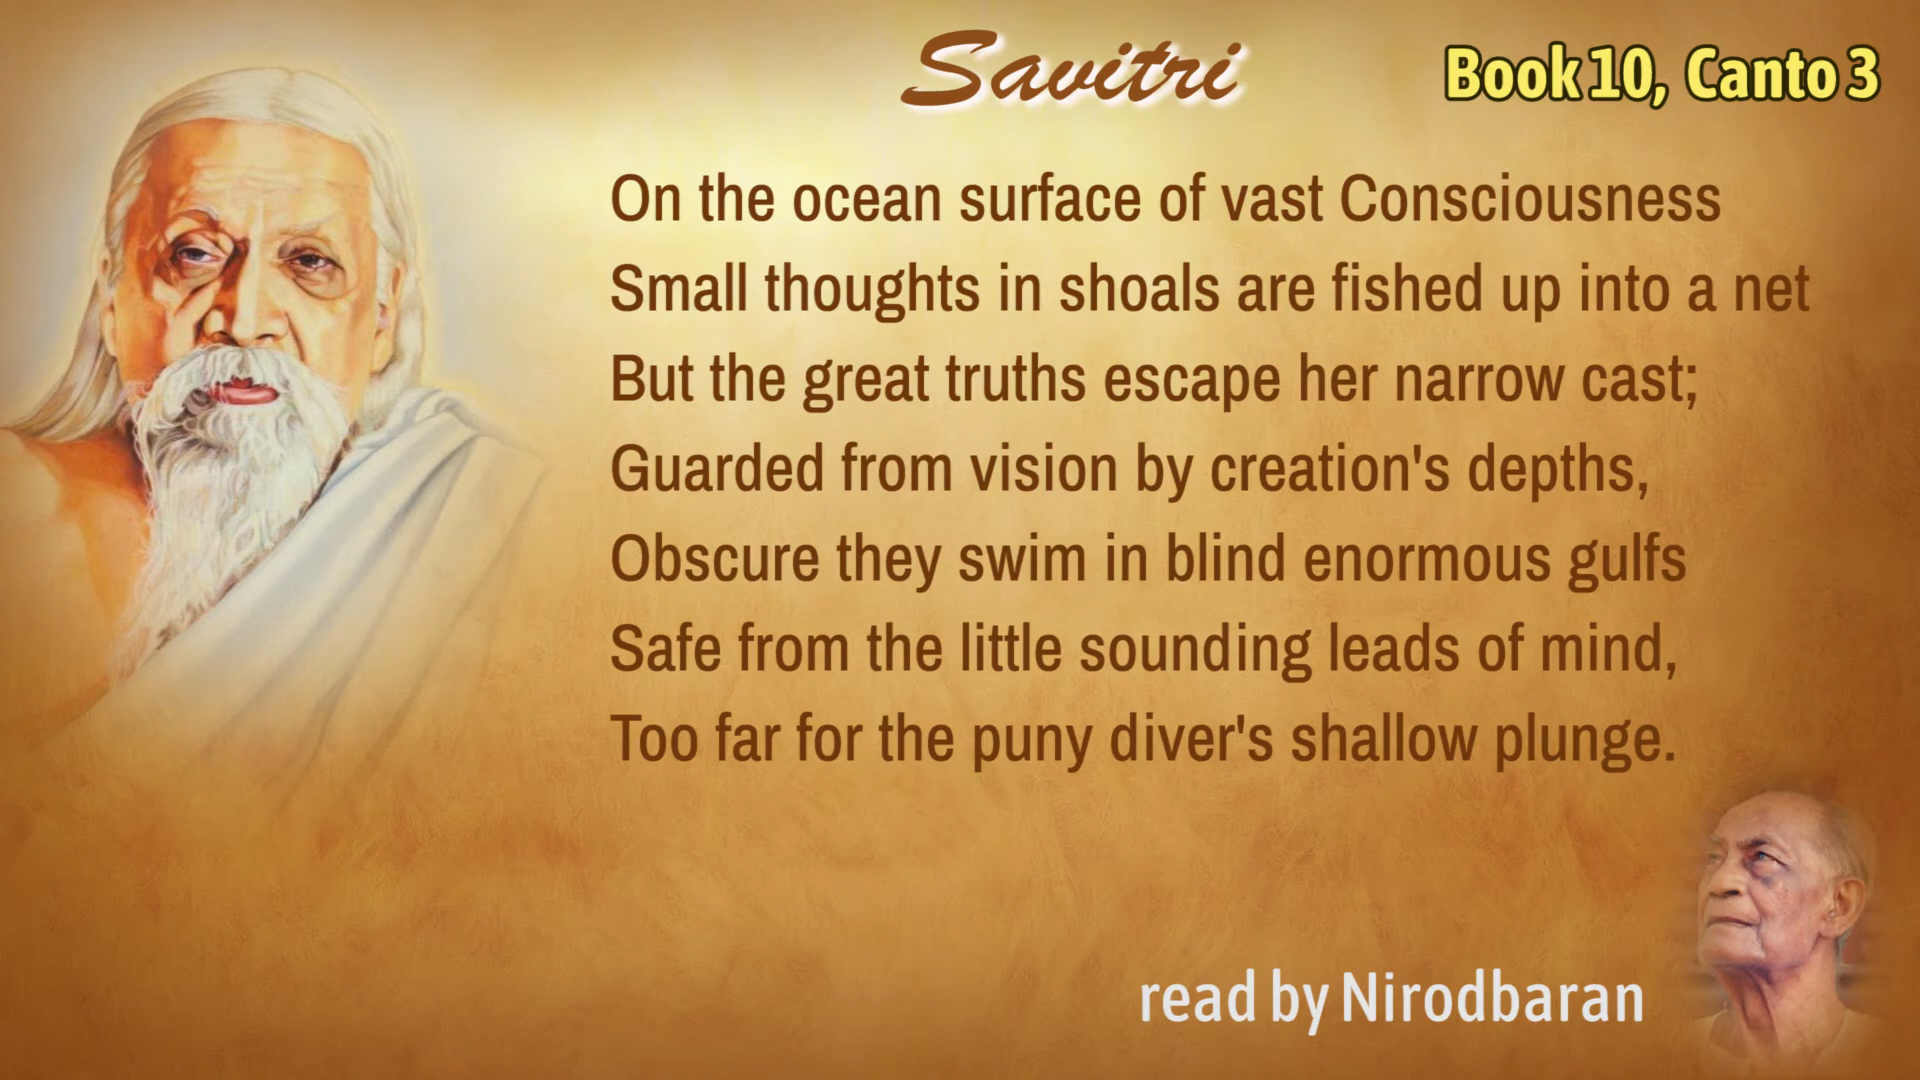 Savitri
Book 10, Canto 3
On the ocean surface of vast Consciousness
Small thoughts in shoals are fished up into a net
But the great truths escape her narrow cast;
Guarded from vision by creation's depths,
Obscure they swim in blind enormous gulfs
Safe from the little sounding leads of mind,
Too far for the puny diver's shallow plunge.
read by Nirodbaran